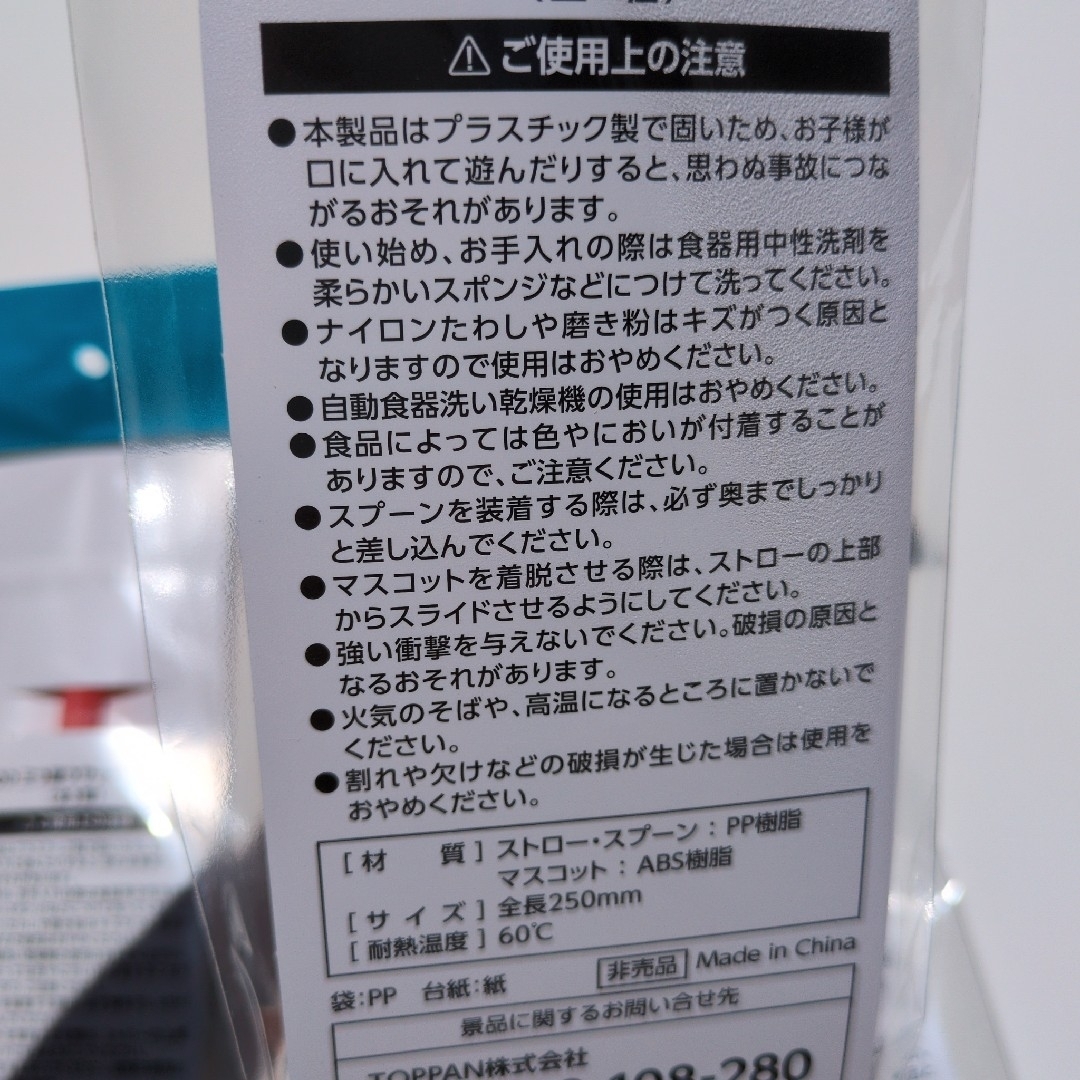 ⚠ ご使用上の注意
●本製品はプラスチック製で固いため、お子様が
口に入れて遊んだりすると、思わぬ事故につな
がるおそれがあります。
●使い始め、お手入れの際は食器用中性洗剤を
柔らかいスポンジなどにつけて洗ってください。
●ナイロンたわしや磨き粉はキズがつく原因と
なりますので使用はおやめください。
●自動食器洗い乾燥機の使用はおやめください。
●食品によっては色やにおいが付着することが
ありますので、ご注意ください。
●スプーンを装着する際は、必ず奥までしっかり
と差し込んでください。
●マスコットを着脱させる際は、ストローの上部
からスライドさせるようにしてください。
●強い衝撃を与えないでください。破損の原因と
なるおそれがあります。
●火気のそばや、高温になるところに置かないで
ください。
●割れや欠けなどの破損が生じた場合は使用を
おやめください。
[材 質] ストロー・スプーン：PP樹脂
マスコット：ABS樹脂
[サイズ] 全長250mm
[耐熱温度] 60℃
袋：PP 台紙：紙 非売品 Made in China
景品に関するお問い合せ先
TOPPAN株式会社
108-280